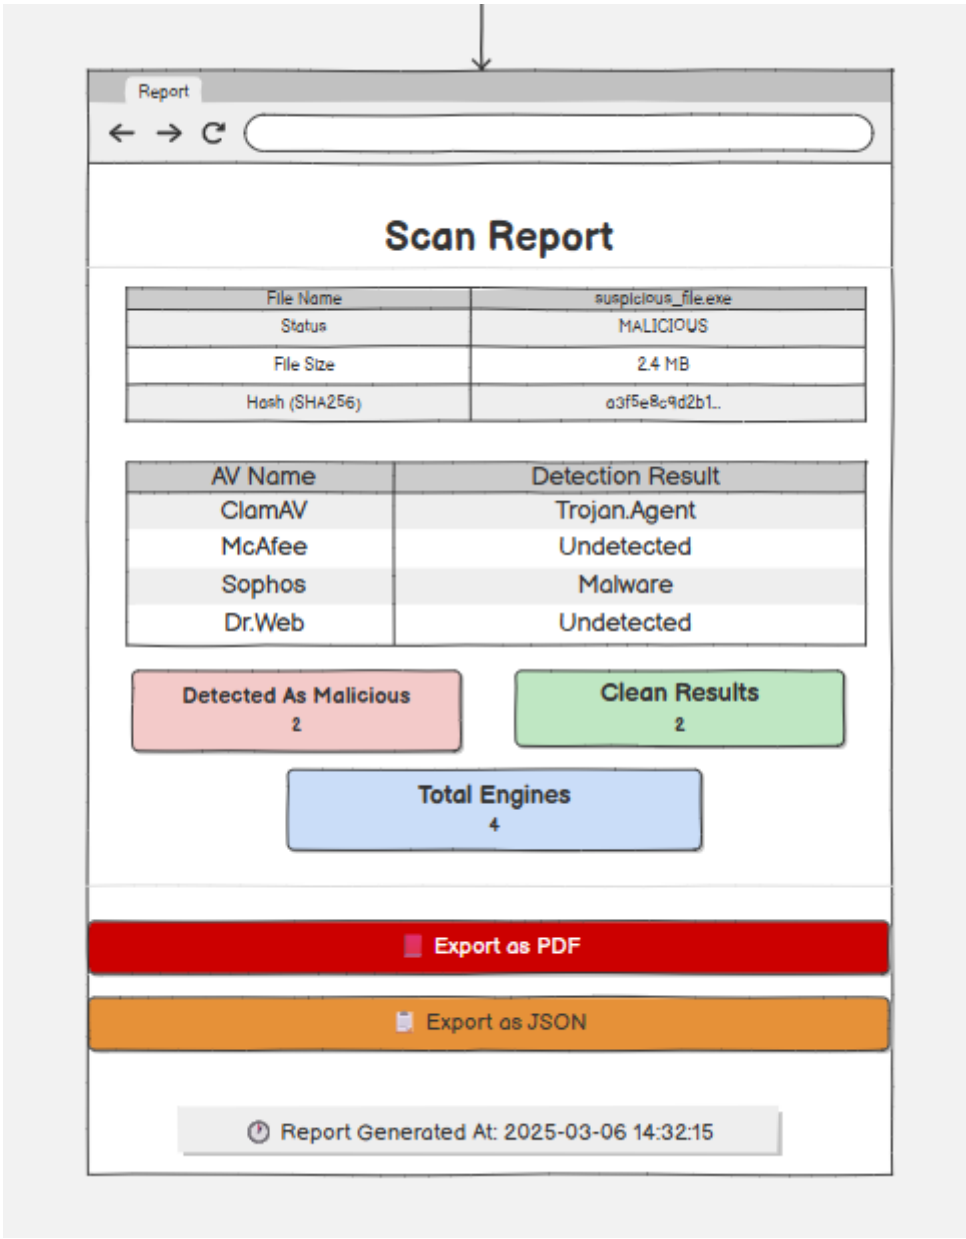 Report
Scan Report
File Name suspicious_file.exe
Status MALICIOUS
File Size 2.4 MB
Hash (SHA256) a3f5e8c9d2b1...
AV Name Detection Result
ClamAV Trojan.Agent
McAfee Undetected
Sophos Malware
Dr.Web Undetected
Detected As Malicious
2
Clean Results
2
Total Engines
4
Export as PDF
Export as JSON
Report Generated At: 2025-03-06 14:32:15